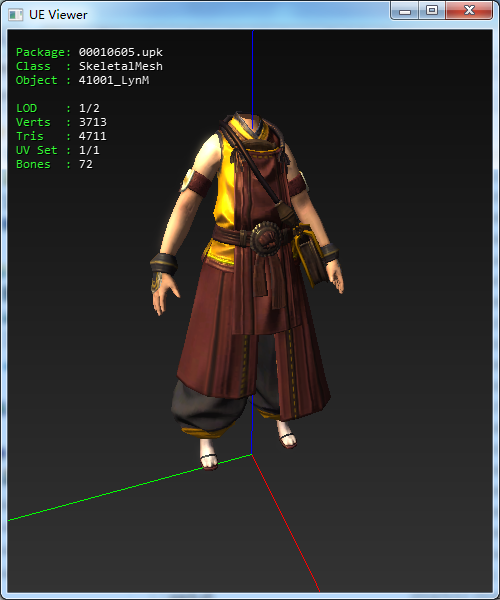 UE Viewer
Package: 00010605.upk
Class  : SkeletalMesh
Object : 41001_LynM
LOD    : 1/2
Verts  : 3713
Tris   : 4711
UV Set : 1/1
Bones  : 72